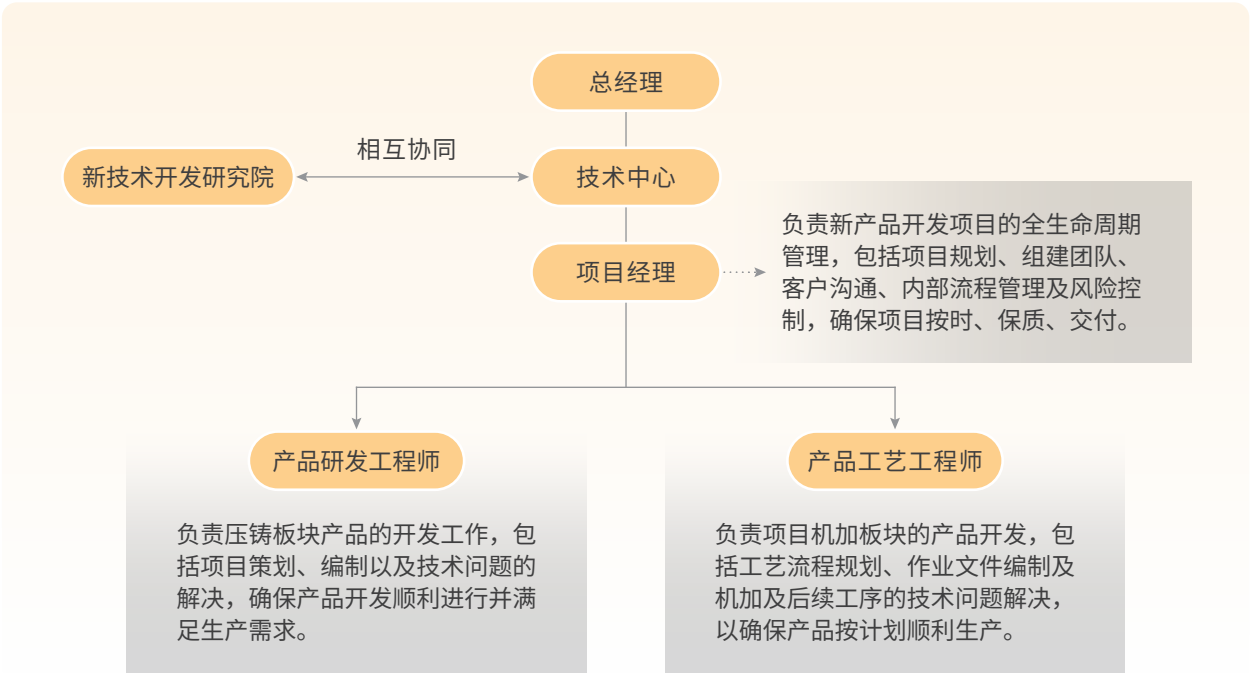 总经理
相互协同
新技术开发研究院
技术中心
项目经理
负责新产品开发项目的全生命周期
管理，包括项目规划、组建团队、
客户沟通、内部流程管理及风险控
制，确保项目按时、保质、交付。
产品研发工程师
负责压铸板块产品的开发工作，包
括项目策划、编制以及技术问题的
解决，确保产品开发顺利进行并满
足生产需求。
产品工艺工程师
负责项目机加板块的产品开发，包
括工艺流程规划、作业文件编制及
机加及后续工序的技术问题解决，
以确保产品按计划顺利生产。